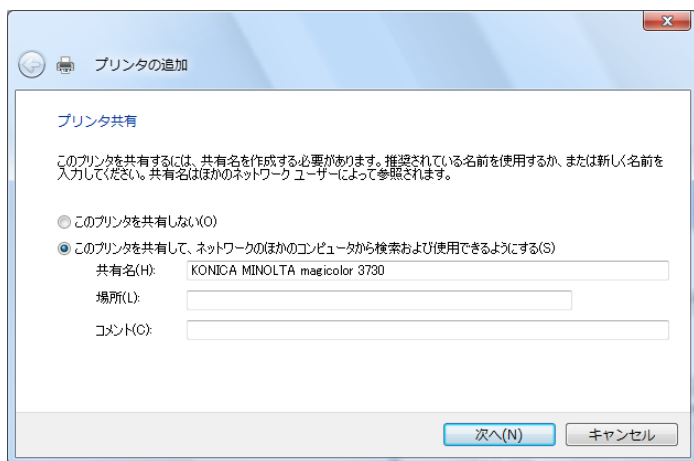 プリンタの追加
プリンタ共有
このプリンタを共有するには、共有名を作成する必要があります。推奨されている名前を使用するか、または新しく名前を
入力してください。共有名はほかのネットワーク ユーザーによって参照されます。
このプリンタを共有しない(O)
このプリンタを共有して、ネットワークのほかのコンピュータから検索および使用できるようにする(S)
共有名(H): KONICA MINOLTA magicolor 3730
場所(L):
コメント(C):
次へ(N) キャンセル